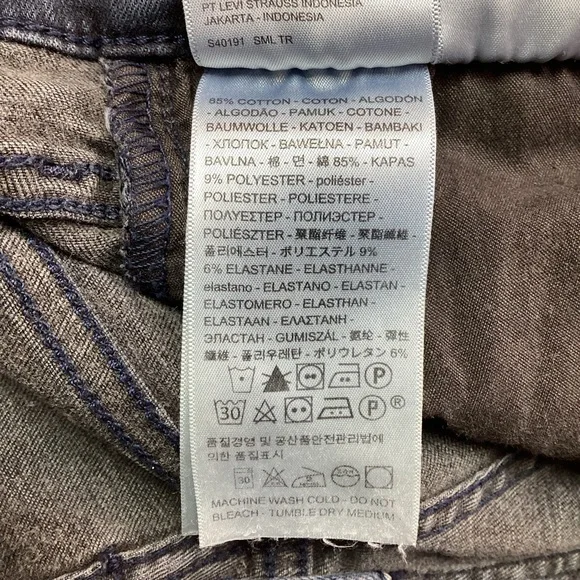 PT LEVI STRAUSS INDONESIA
JAKARTA - INDONESIA
S40191 SML TR
85% COTTON - COTON - ALGODÓN
- ALGODÃO - PAMUK - COTONE -
BAUMWOLLE - KATOEN - BAMBAKI
- ХЛОПОК - BAWEŁNA - PAMUT -
BAVLNA - 棉 - 면 - 綿 85% - KAPAS
9% POLYESTER - poliéster -
POLIESTER - POLIESTERE -
ΠΟΛΥΕΣΤΕΡ - ПОЛИЭСТЕР -
POLIÉSZTER - 聚酯纤维 - 聚酯纖維 -
폴리에스터 - ポリエステル 9%
6% ELASTANE - ELASTHANNE -
elastano - ELASTANO - ELASTAN -
ELASTOMERO - ELASTHAN -
ELASTAAN - ΕΛΑΣΤΑΝΗ -
ЭЛАСТАН - GUMISZÁL - 氨纶 - 彈性
纖維 - 폴리우레탄 - ポリウレタン 6%
P
30 P ®
품질경영 및 공산품안전관리법에
의한 품질표시
30
MACHINE WASH COLD - DO NOT
BLEACH - TUMBLE DRY MEDIUM